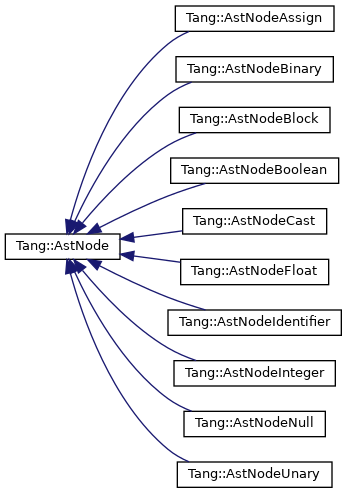 Tang::AstNodeAssign
Tang::AstNodeBinary
Tang::AstNodeBlock
Tang::AstNodeBoolean
Tang::AstNodeCast
Tang::AstNode
Tang::AstNodeFloat
Tang::AstNodeIdentifier
Tang::AstNodeInteger
Tang::AstNodeNull
Tang::AstNodeUnary